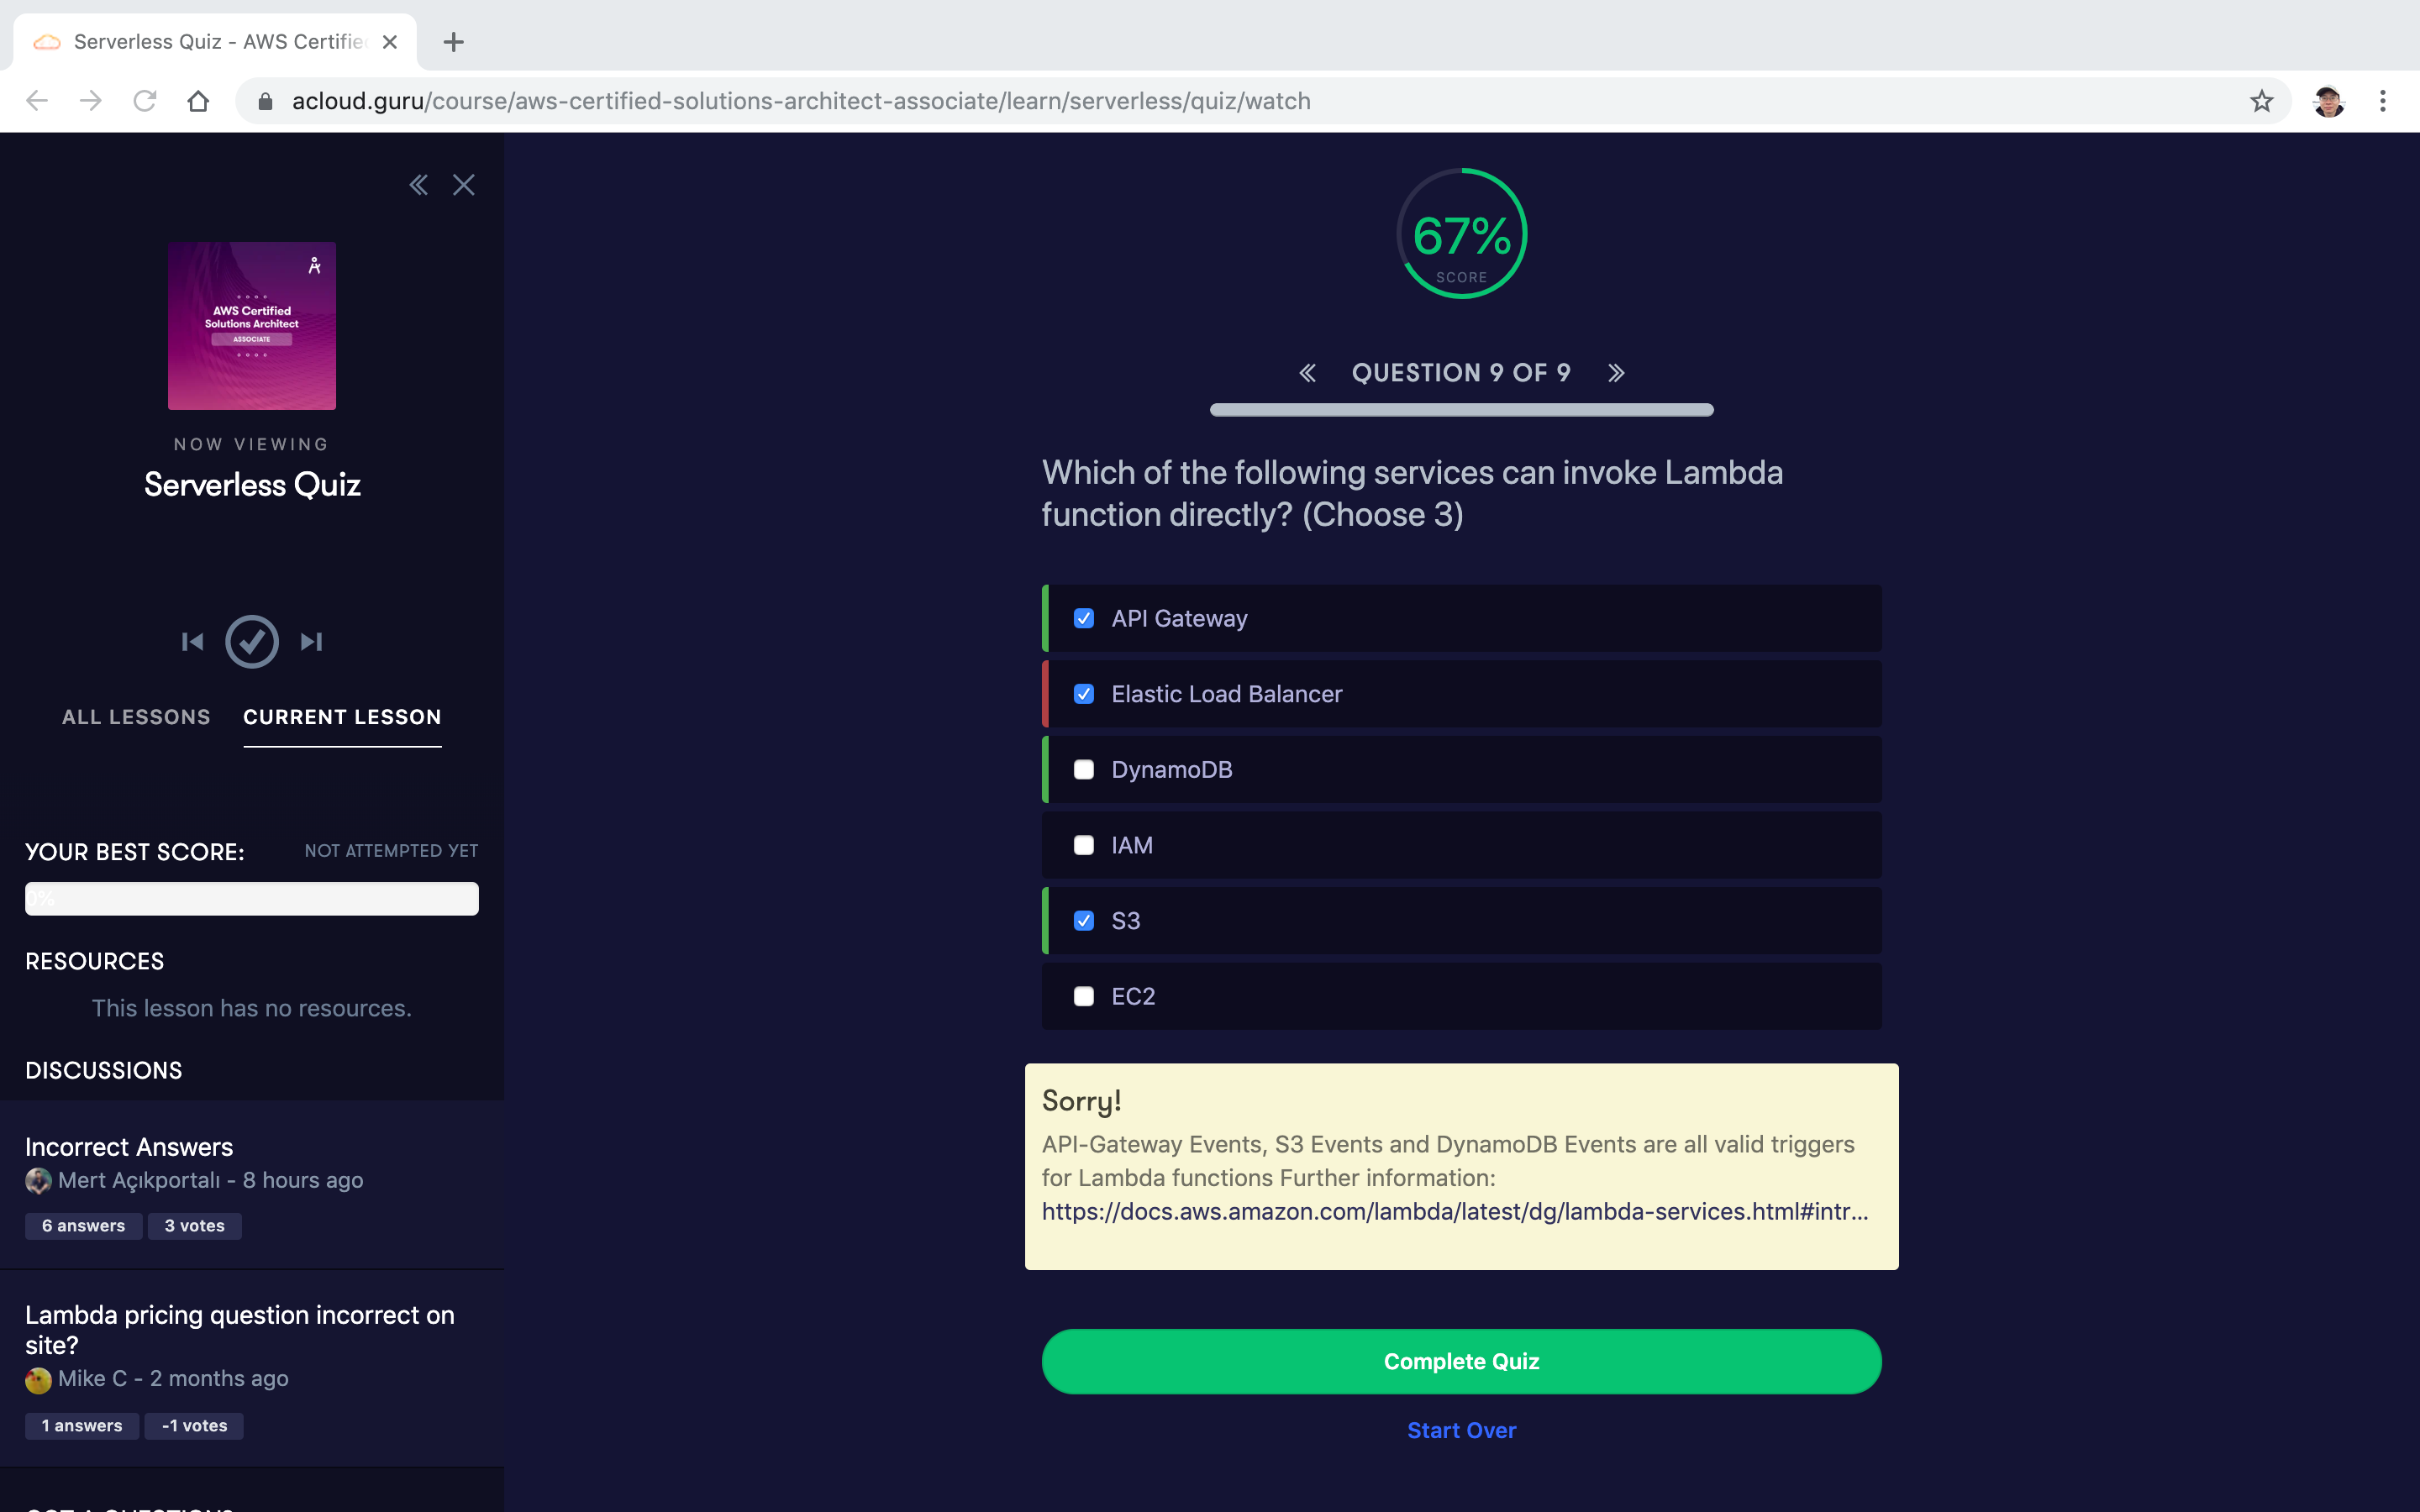 Serverless Quiz - AWS Certifie
acloud.guru/course/aws-certified-solutions-architect-associate/learn/serverless/quiz/watch
AWS Certified
Solutions Architect
ASSOCIATE
NOW VIEWING
Serverless Quiz
ALL LESSONS
CURRENT LESSON
YOUR BEST SCORE:
NOT ATTEMPTED YET
0%
RESOURCES
This lesson has no resources.
DISCUSSIONS
Incorrect Answers
Mert Açıkportalı - 8 hours ago
6 answers
3 votes
Lambda pricing question incorrect on
site?
Mike C - 2 months ago
1 answers
-1 votes
67%
SCORE
QUESTION 9 OF 9
Which of the following services can invoke Lambda
function directly? (Choose 3)
API Gateway
Elastic Load Balancer
DynamoDB
IAM
S3
EC2
Sorry!
API-Gateway Events, S3 Events and DynamoDB Events are all valid triggers
for Lambda functions Further information:
https://docs.aws.amazon.com/lambda/latest/dg/lambda-services.html#intr...
Complete Quiz
Start Over